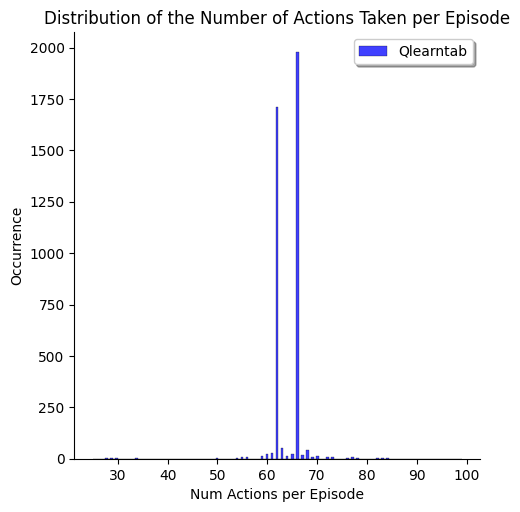 Distribution of the Number of Actions Taken per Episode
Qlearntab
2000
1750
1500
1250
1000
750
500
250
0
Occurrence
30 40 50 60 70 80 90 100
Num Actions per Episode